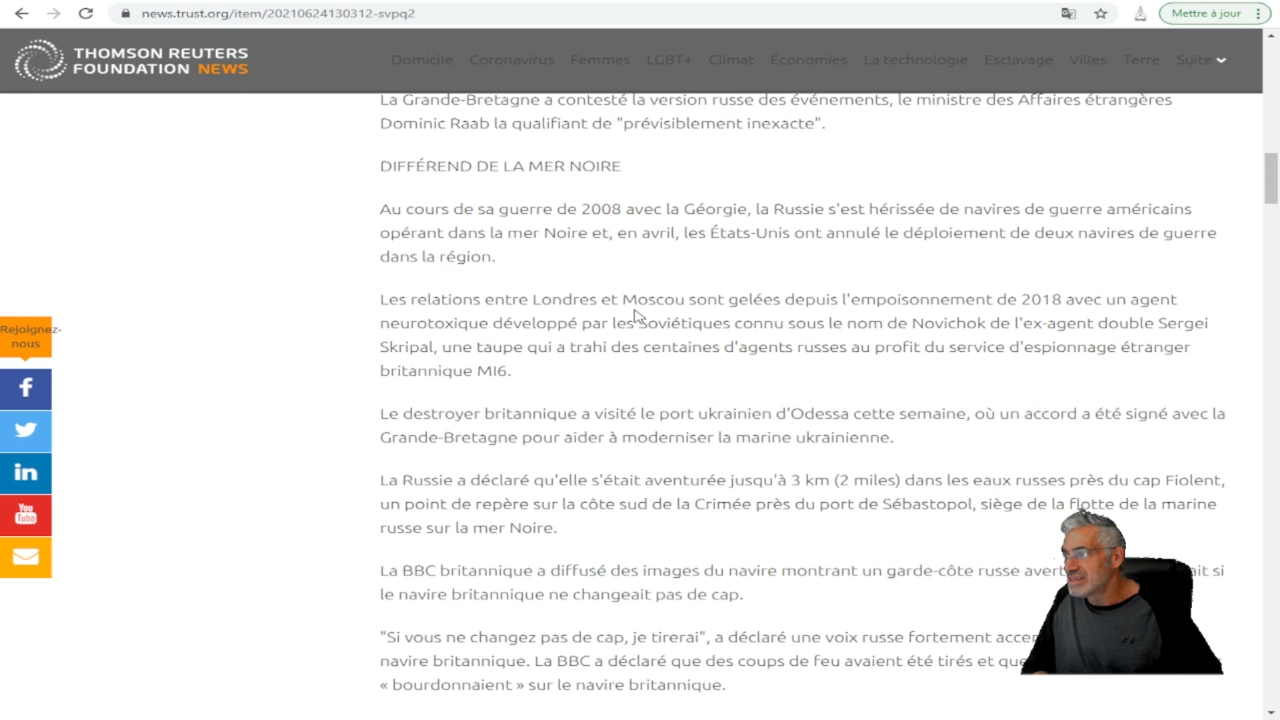 news.trust.org/item/20210624130312-svpq2
Mettre à jour
THOMSON REUTERS
FOUNDATION NEWS
Domicile Coronavirus Femmes LGBT+ Climat Économies La technologie Esclavage Villes Terre Suite
La Grande-Bretagne a contesté la version russe des événements, le ministre des Affaires étrangères
Dominic Raab la qualifiant de "prévisiblement inexacte".
DIFFÉREND DE LA MER NOIRE
Au cours de sa guerre de 2008 avec la Géorgie, la Russie s'est hérissée de navires de guerre américains
opérant dans la mer Noire et, en avril, les États-Unis ont annulé le déploiement de deux navires de guerre
dans la région.
Les relations entre Londres et Moscou sont gelées depuis l'empoisonnement de 2018 avec un agent
neurotoxique développé par les Soviétiques connu sous le nom de Novichok de l'ex-agent double Sergei
Skripal, une taupe qui a trahi des centaines d'agents russes au profit du service d'espionnage étranger
britannique MI6.
Rejoignez-
nous
Le destroyer britannique a visité le port ukrainien d'Odessa cette semaine, où un accord a été signé avec la
Grande-Bretagne pour aider à moderniser la marine ukrainienne.
La Russie a déclaré qu'elle s'était aventurée jusqu'à 3 km (2 miles) dans les eaux russes près du cap Fiolent,
un point de repère sur la côte sud de la Crimée près du port de Sébastopol, siège de la flotte de la marine
russe sur la mer Noire.
You
Tube
La BBC britannique a diffusé des images du navire montrant un garde-côte russe si
le navire britannique ne changeait pas de cap.
"Si vous ne changez pas de cap, je tirerai", a déclaré une voix russe fortement
navire britannique. La BBC a déclaré que des coups de feu avaient été tirés et
« bourdonnaient » sur le navire britannique.